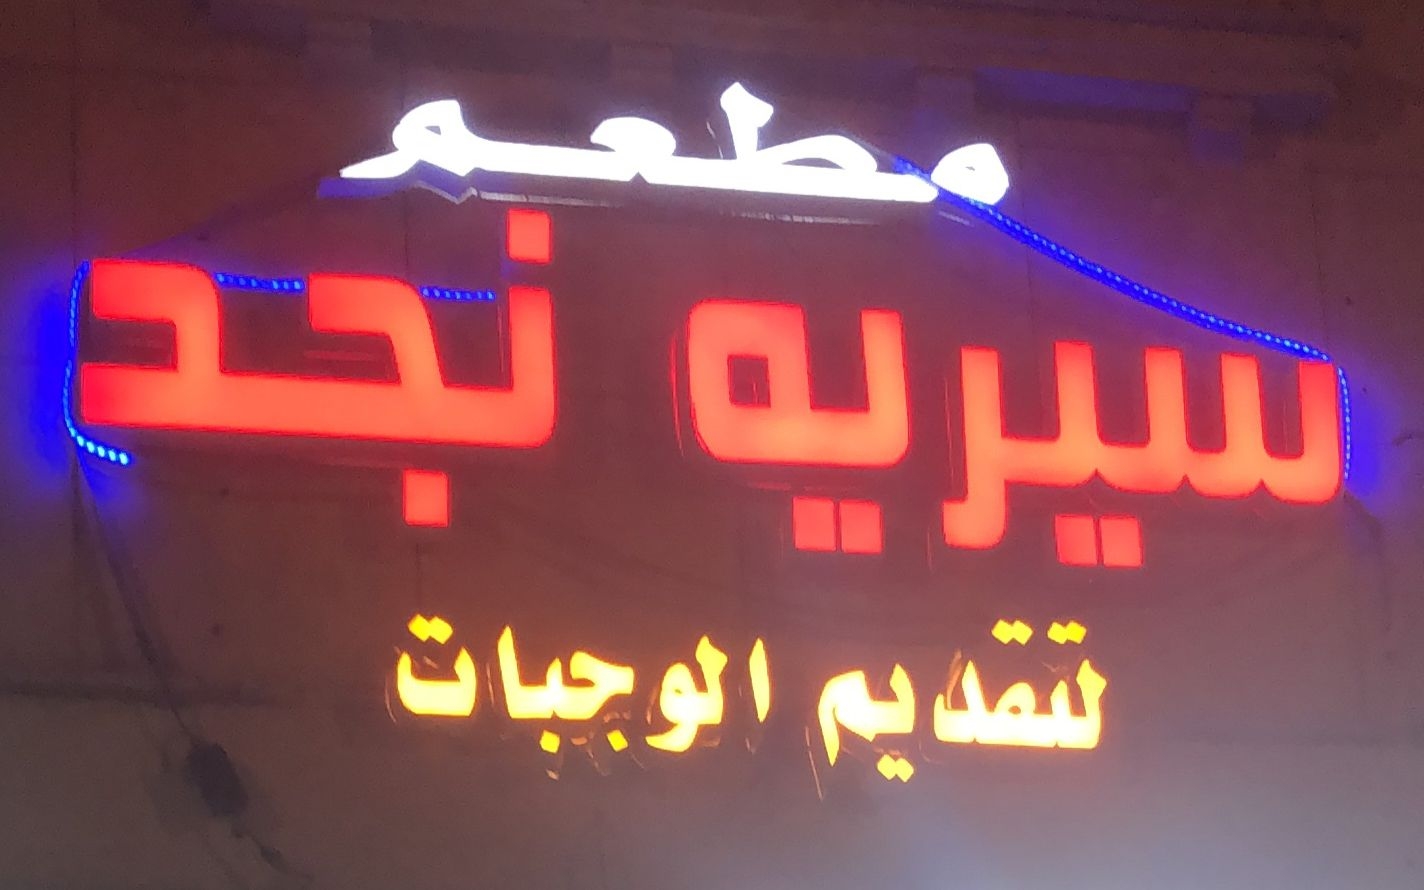 مطعم
سيريه نجد
لتقديم الوجبات